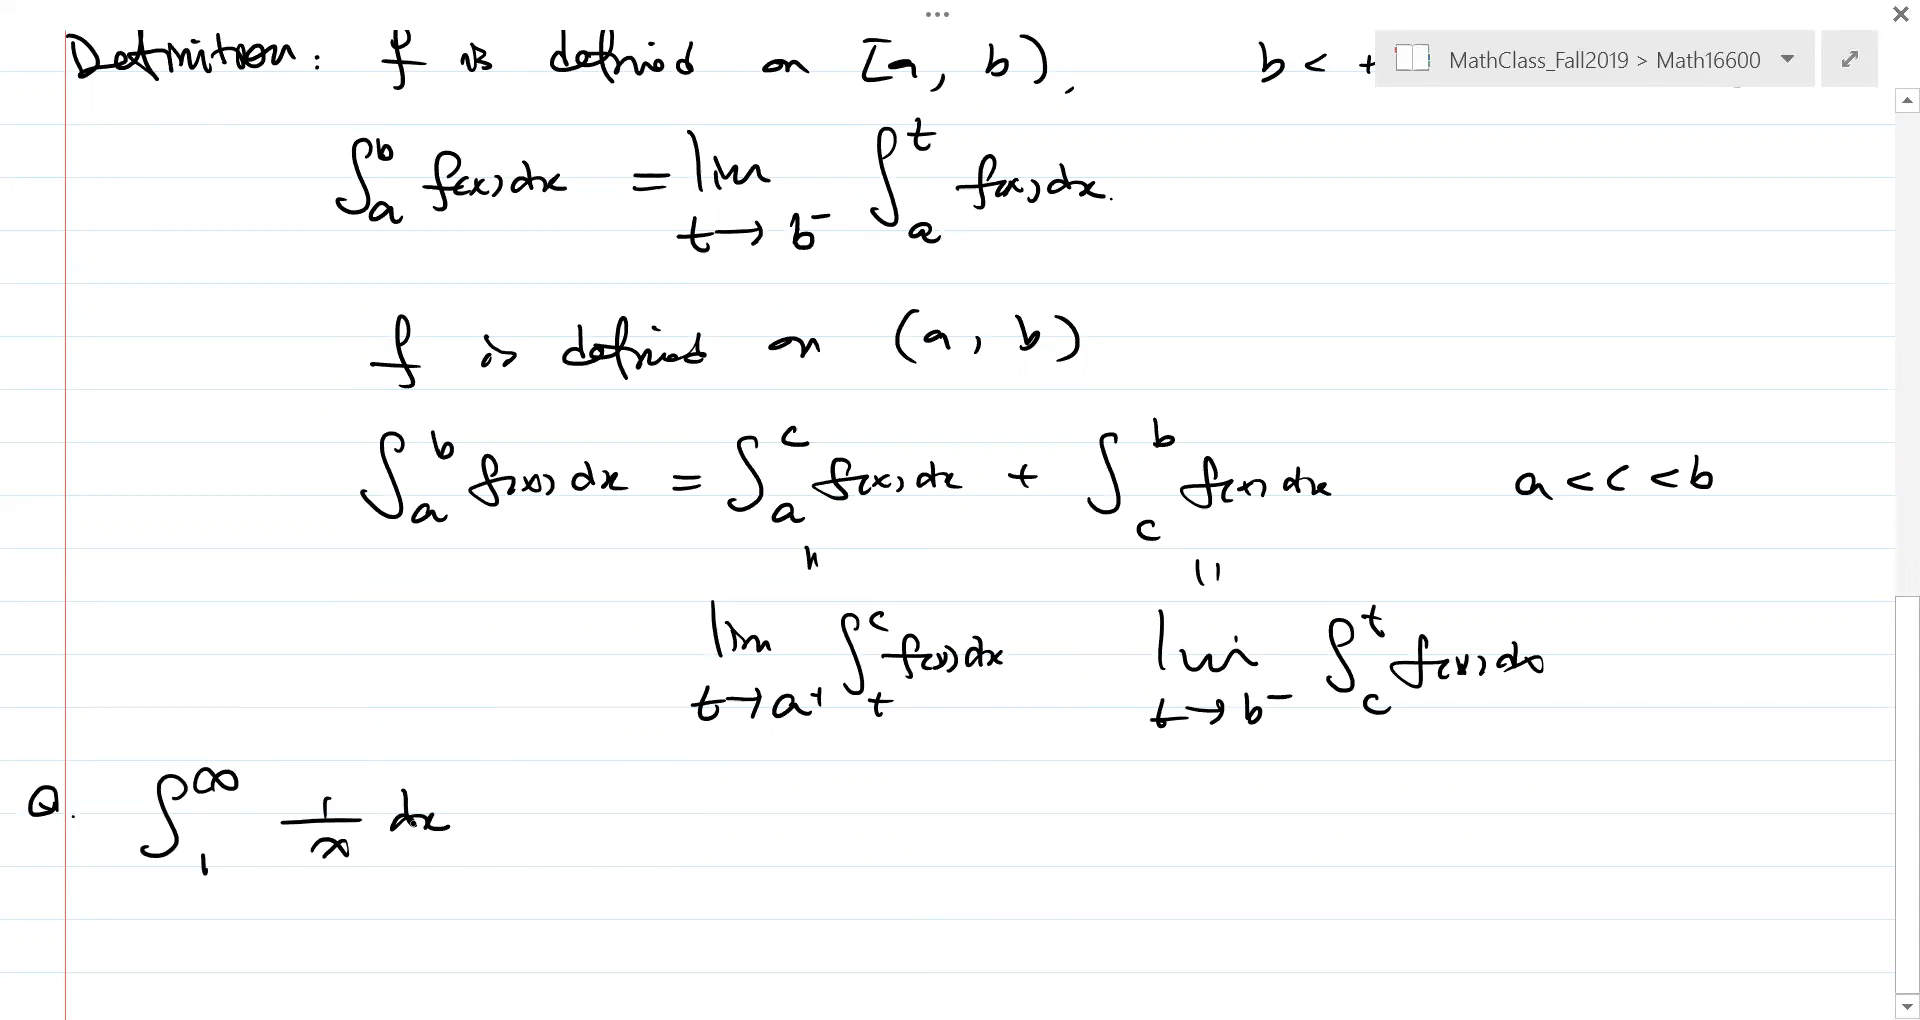 Definition: f is defined on [a, b), b < +
MathClass_Fall2019 > Math16600
∫_a^b f(x) dx = lim_{t→b⁻} ∫_a^t f(x) dx.
f is defined on (a, b)
∫_a^b f(x) dx = ∫_a^c f(x) dx + ∫_c^b f(x) dx a < c < b
lim_{t→a⁺} ∫_t^c f(x) dx lim_{t→b⁻} ∫_c^t f(x) dx
Q. ∫_1^∞ 1/x dx